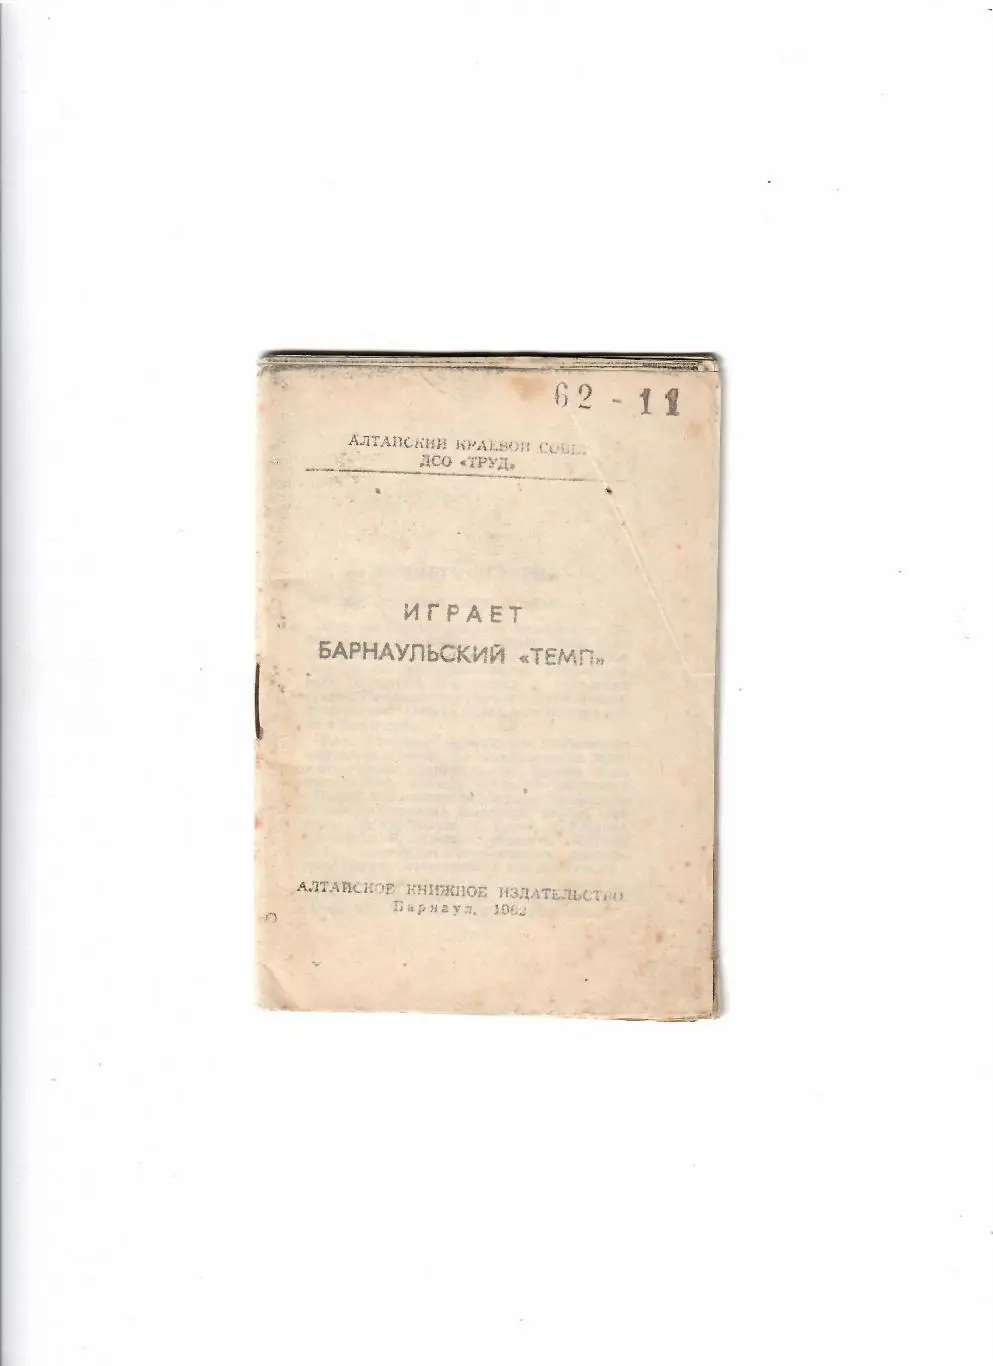 62 - 11
АЛТАЙСКИЙ КРАЕВОЙ СОВЕТ
ДСО «ТРУД»
ИГРАЕТ
БАРНАУЛЬСКИЙ «ТЕМП»
АЛТАЙСКОЕ КНИЖНОЕ ИЗДАТЕЛЬСТВО
Барнаул, 1962